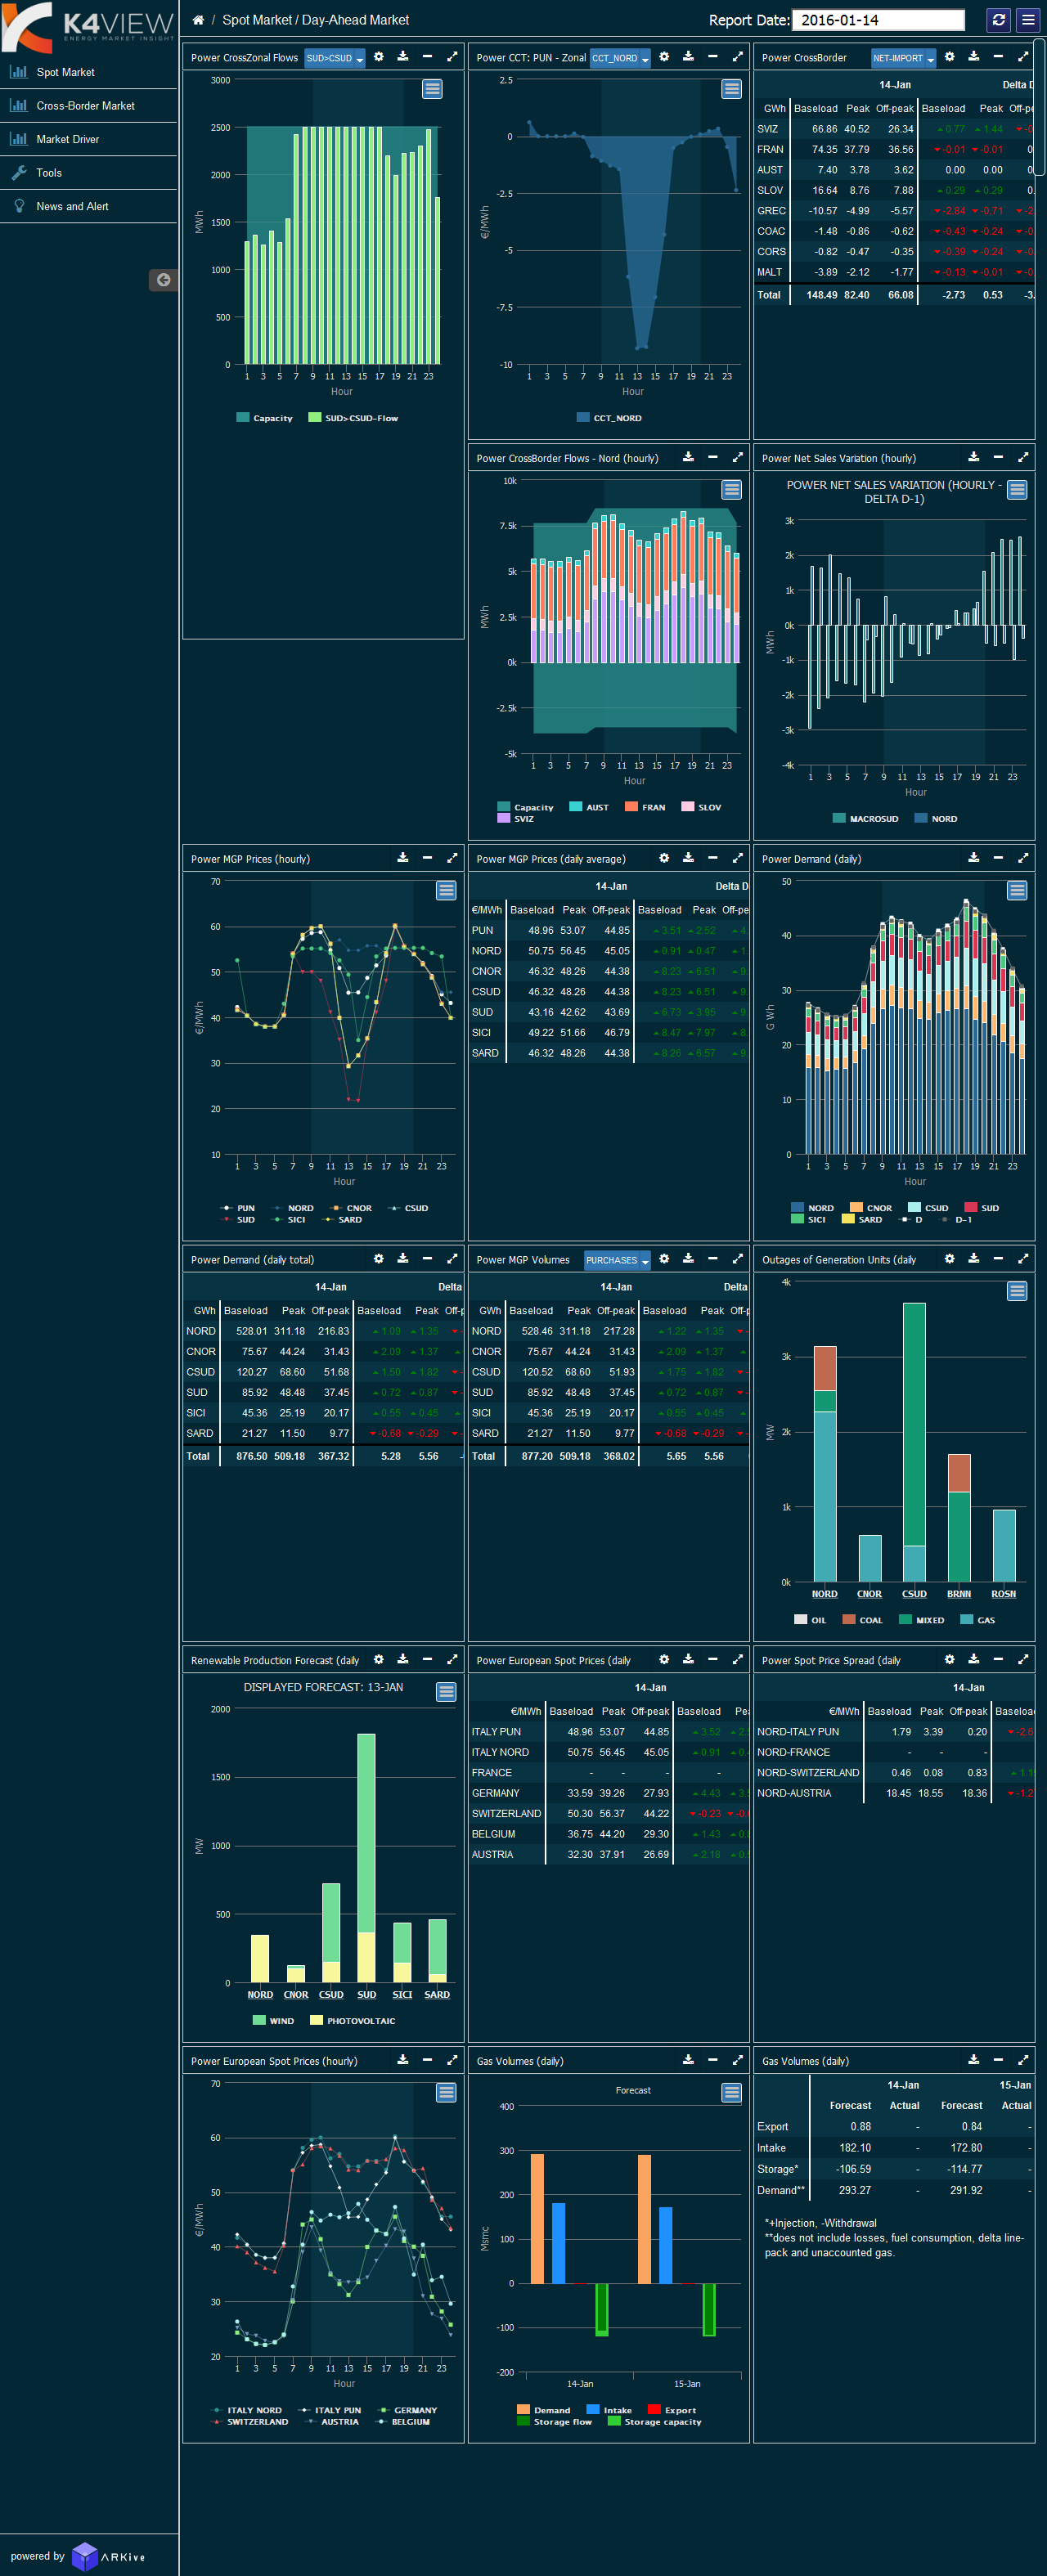 K4VIEW
ENERGY MARKET INSIGHT
Spot Market
Cross-Border Market
Market Driver
Tools
News and Alert
/ Spot Market / Day-Ahead Market
Report Date: 2016-01-14
Power CrossZonal Flows SUD>CSUD
3000
2500
2000
1500
1000
500
0
MWh
1 3 5 7 9 11 13 15 17 19 21 23
Hour
Capacity SUD>CSUD-Flow
Power CCT: PUN - Zonal CCT_NORD
2.5
0
-2.5
-5
-7.5
-10
€/MWh
1 3 5 7 9 11 13 15 17 19 21 23
Hour
CCT_NORD
Power CrossBorder NET-IMPORT
14-Jan Delta D
GWh Baseload Peak Off-peak Baseload Peak Off-pe
SVIZ 66.86 40.52 26.34 0.77 1.44
FRAN 74.35 37.79 36.56 -0.01 -0.01 0
AUST 7.40 3.78 3.62 0.00 0.00 0
SLOV 16.64 8.76 7.88 0.29 0.29 0
GREC -10.57 -4.99 -5.57 -2.84 -0.71 -2
COAC -1.48 -0.86 -0.62 -0.43 -0.24
CORS -0.82 -0.47 -0.35 -0.39 -0.24
MALT -3.89 -2.12 -1.77 -0.13 -0.01
Total 148.49 82.40 66.08 -2.73 0.53 -3.
Power CrossBorder Flows - Nord (hourly)
10k
7.5k
5k
2.5k
0k
-2.5k
-5k
MWh
1 3 5 7 9 11 13 15 17 19 21 23
Hour
Capacity AUST FRAN SLOV
SVIZ
Power Net Sales Variation (hourly)
POWER NET SALES VARIATION (HOURLY -
DELTA D-1)
3k
2k
1k
0k
-1k
-2k
-3k
-4k
MWh
1 3 5 7 9 11 13 15 17 19 21 23
Hour
MACROSUD NORD
Power MGP Prices (hourly)
70
60
50
40
30
20
10
€/MWh
1 3 5 7 9 11 13 15 17 19 21 23
Hour
PUN NORD CNOR CSUD
SUD SICI SARD
Power MGP Prices (daily average)
14-Jan Delta D
€/MWh Baseload Peak Off-peak Baseload Peak Off-pe
PUN 48.96 53.07 44.85 3.51 2.52 4
NORD 50.75 56.45 45.05 0.91 0.47 1
CNOR 46.32 48.26 44.38 8.23 6.51 9
CSUD 46.32 48.26 44.38 8.23 6.51 9
SUD 43.16 42.62 43.69 6.73 3.95 9
SICI 49.22 51.66 46.79 8.47 7.97 8
SARD 46.32 48.26 44.38 8.26 6.57 9
Power Demand (daily)
50
40
30
20
10
0
G Wh
1 3 5 7 9 11 13 15 17 19 21 23
Hour
NORD CNOR CSUD SUD
SICI SARD D D-1
Power Demand (daily total)
14-Jan Delta
GWh Baseload Peak Off-peak Baseload Peak Off-p
NORD 528.01 311.18 216.83 1.09 1.35
CNOR 75.67 44.24 31.43 2.09 1.37
CSUD 120.27 68.60 51.68 1.50 1.82
SUD 85.92 48.48 37.45 0.72 0.87
SICI 45.36 25.19 20.17 0.55 0.45
SARD 21.27 11.50 9.77 -0.68 -0.29
Total 876.50 509.18 367.32 5.28 5.56
Power MGP Volumes PURCHASES
14-Jan Delta
GWh Baseload Peak Off-peak Baseload Peak Off-p
NORD 528.46 311.18 217.28 1.22 1.35
CNOR 75.67 44.24 31.43 2.09 1.37
CSUD 120.52 68.60 51.93 1.75 1.82
SUD 85.92 48.48 37.45 0.72 0.87
SICI 45.36 25.19 20.17 0.55 0.45
SARD 21.27 11.50 9.77 -0.68 -0.29
Total 877.20 509.18 368.02 5.65 5.56
Outages of Generation Units (daily
4k
3k
2k
1k
0k
MW
NORD CNOR CSUD BRNN ROSN
OIL COAL MIXED GAS
Renewable Production Forecast (daily
DISPLAYED FORECAST: 13-JAN
2000
1500
1000
500
0
MW
NORD CNOR CSUD SUD SICI SARD
WIND PHOTOVOLTAIC
Power European Spot Prices (daily
14-Jan
€/MWh Baseload Peak Off-peak Baseload Pe
ITALY PUN 48.96 53.07 44.85 3.52 2.5
ITALY NORD 50.75 56.45 45.05 0.91 0.4
FRANCE - - - -
GERMANY 33.59 39.26 27.93 4.43 3.
SWITZERLAND 50.30 56.37 44.22 -0.23 -0.
BELGIUM 36.75 44.20 29.30 1.43 0.
AUSTRIA 32.30 37.91 26.69 2.18 0.
Power Spot Price Spread (daily
14-Jan
€/MWh Baseload Peak Off-peak Baseload
NORD-ITALY PUN 1.79 3.39 0.20 -2.6
NORD-FRANCE - - -
NORD-SWITZERLAND 0.46 0.08 0.83 1.1
NORD-AUSTRIA 18.45 18.55 18.36 -1.2
Power European Spot Prices (hourly)
70
60
50
40
30
20
€/MWh
1 3 5 7 9 11 13 15 17 19 21 23
Hour
ITALY NORD ITALY PUN GERMANY
SWITZERLAND AUSTRIA BELGIUM
Gas Volumes (daily)
Forecast
400
300
200
100
0
-100
-200
Msmc
14-Jan 15-Jan
Demand Intake Export
Storage flow Storage capacity
Gas Volumes (daily)
14-Jan 15-Jan
Forecast Actual Forecast Actual
Export 0.88 - 0.84 -
Intake 182.10 - 172.80 -
Storage* -106.59 - -114.77 -
Demand** 293.27 - 291.92 -
*+Injection, -Withdrawal
**does not include losses, fuel consumption, delta line-
pack and unaccounted gas.
powered by ARKive